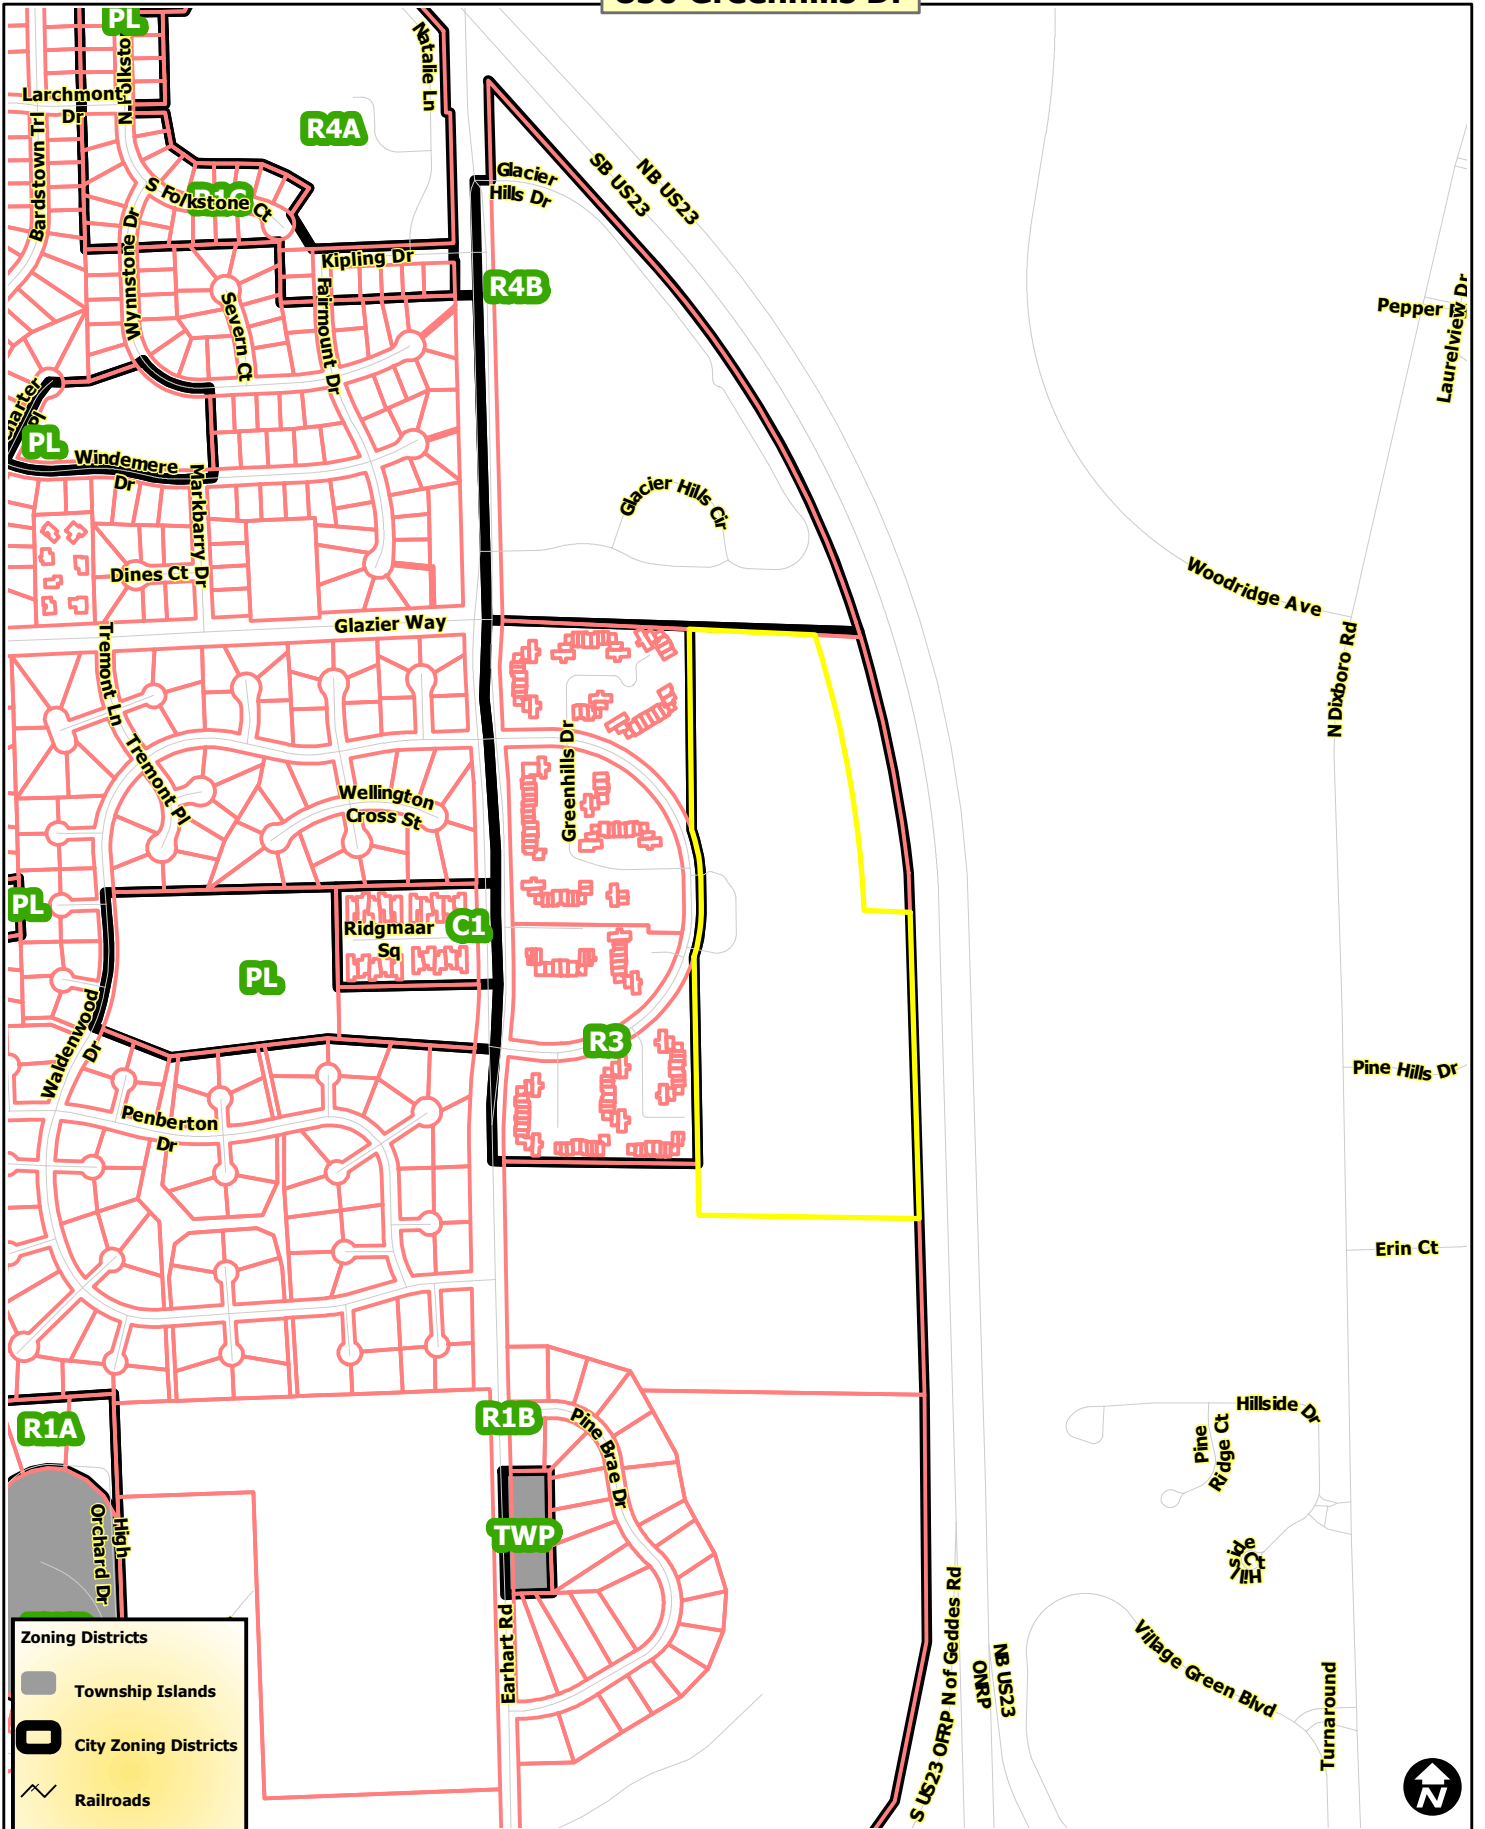 PL
Larchmont
Dr
N Folkston
Natalie Ln
R4A
Bardstown Trl
S Folkstone Ct
Glacier
Hills Dr
SB US23
NB US23
Wynnstone Dr
Kipling Dr
R4B
Severn Ct
Fairmount Dr
Pepper
Laurelview Dr
Pl
PL
Windemere
Dr
Markbarry Dr
Glacier Hills Cir
Dines Ct
Woodridge Ave
Glazier Way
Tremont Ln
N Dixboro Rd
Greenhills Dr
Tremont Pl
Wellington
Cross St
PL
Ridgmaar
Sq
C1
PL
R3
Waldenwood
Dr
Pine Hills Dr
Penberton
Dr
Erin Ct
R1A
R1B
Pine Brae Dr
Hillside Dr
Pine
Ridge Ct
High
Orchard Dr
TWP
Hillside Ct
Earhart Rd
S US23 OFRP N of Geddes Rd
NB US23
ONRP
Village Green Blvd
Turnaround
Zoning Districts
Township Islands
City Zoning Districts
Railroads
N